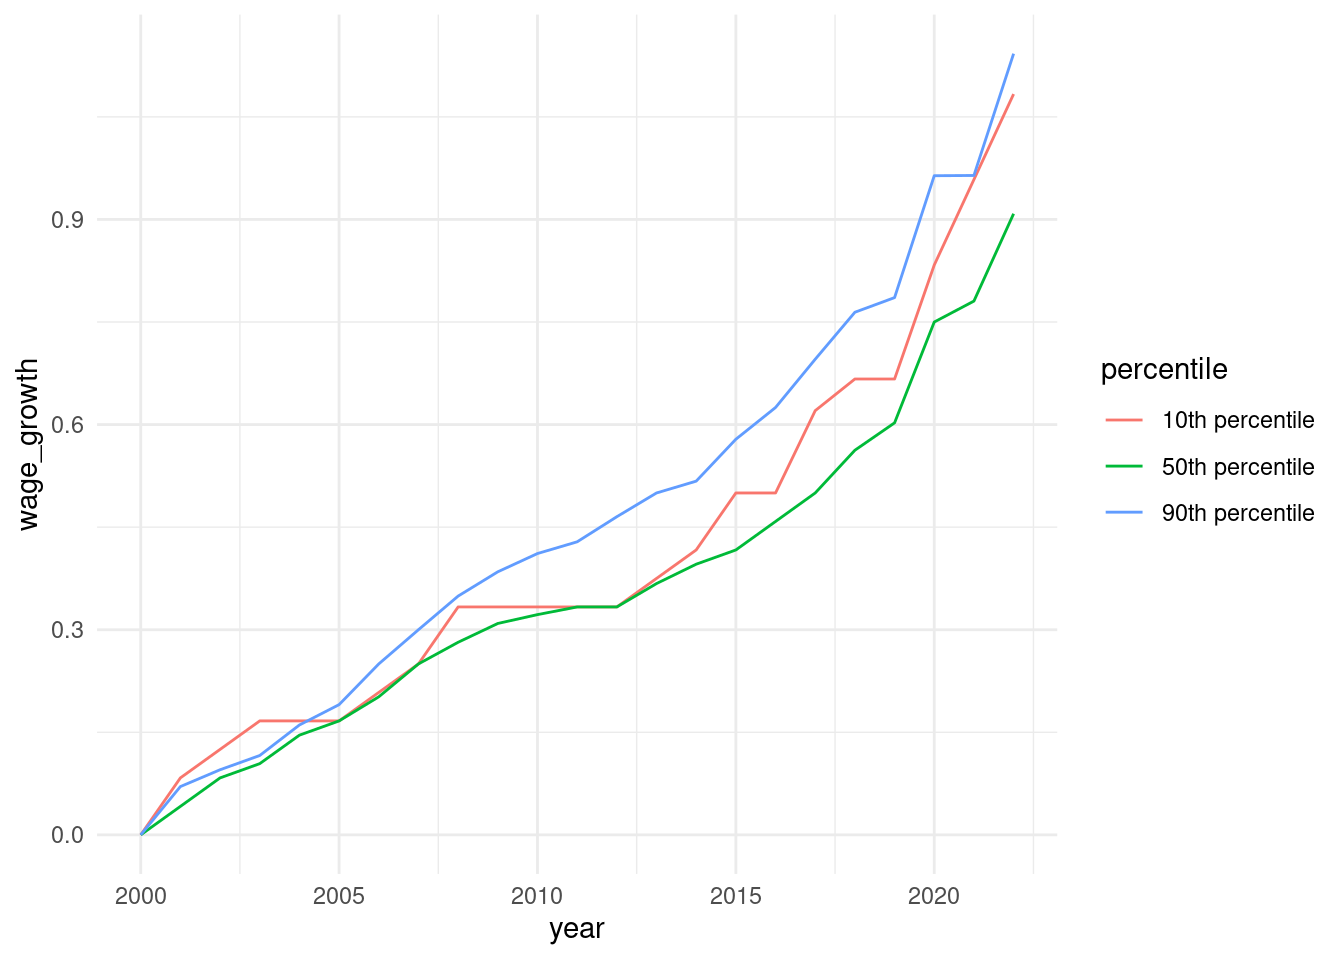 wage_growth
0.9
0.6
0.3
0.0
2000 2005 2010 2015 2020
year
percentile
10th percentile
50th percentile
90th percentile